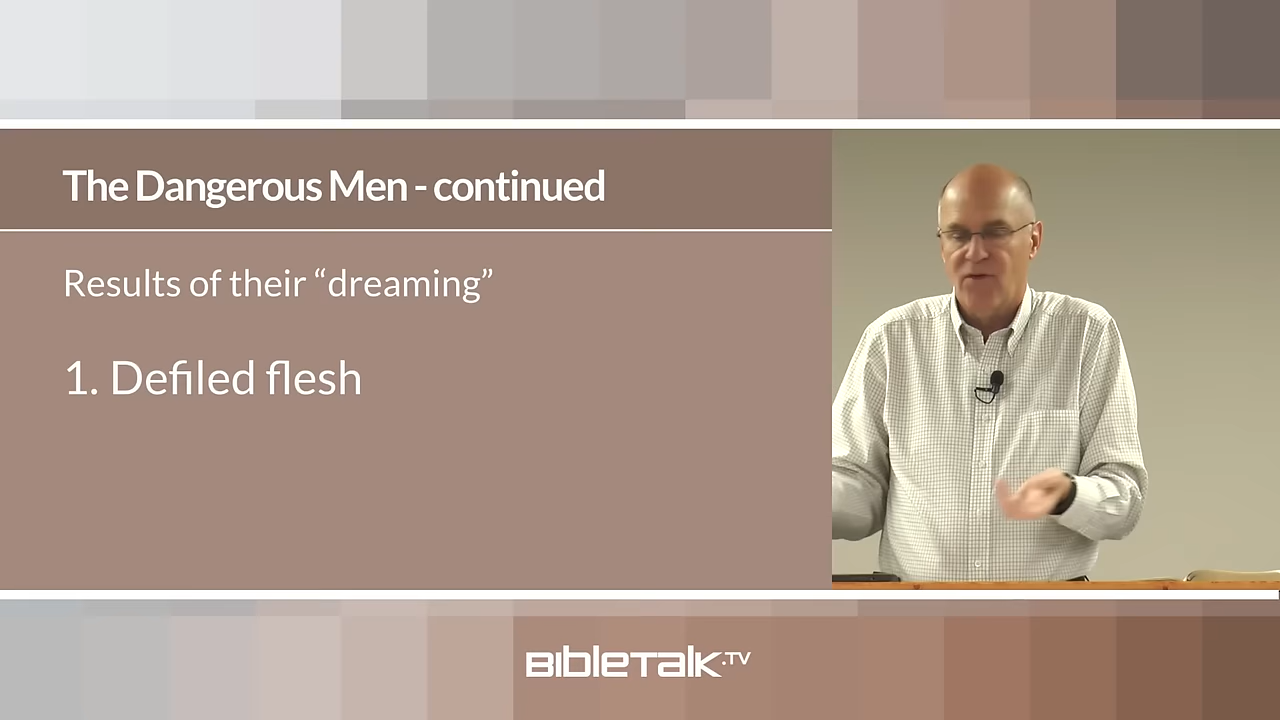 The Dangerous Men - continued
Results of their “dreaming”
1. Defiled flesh
BibleTalk.TV